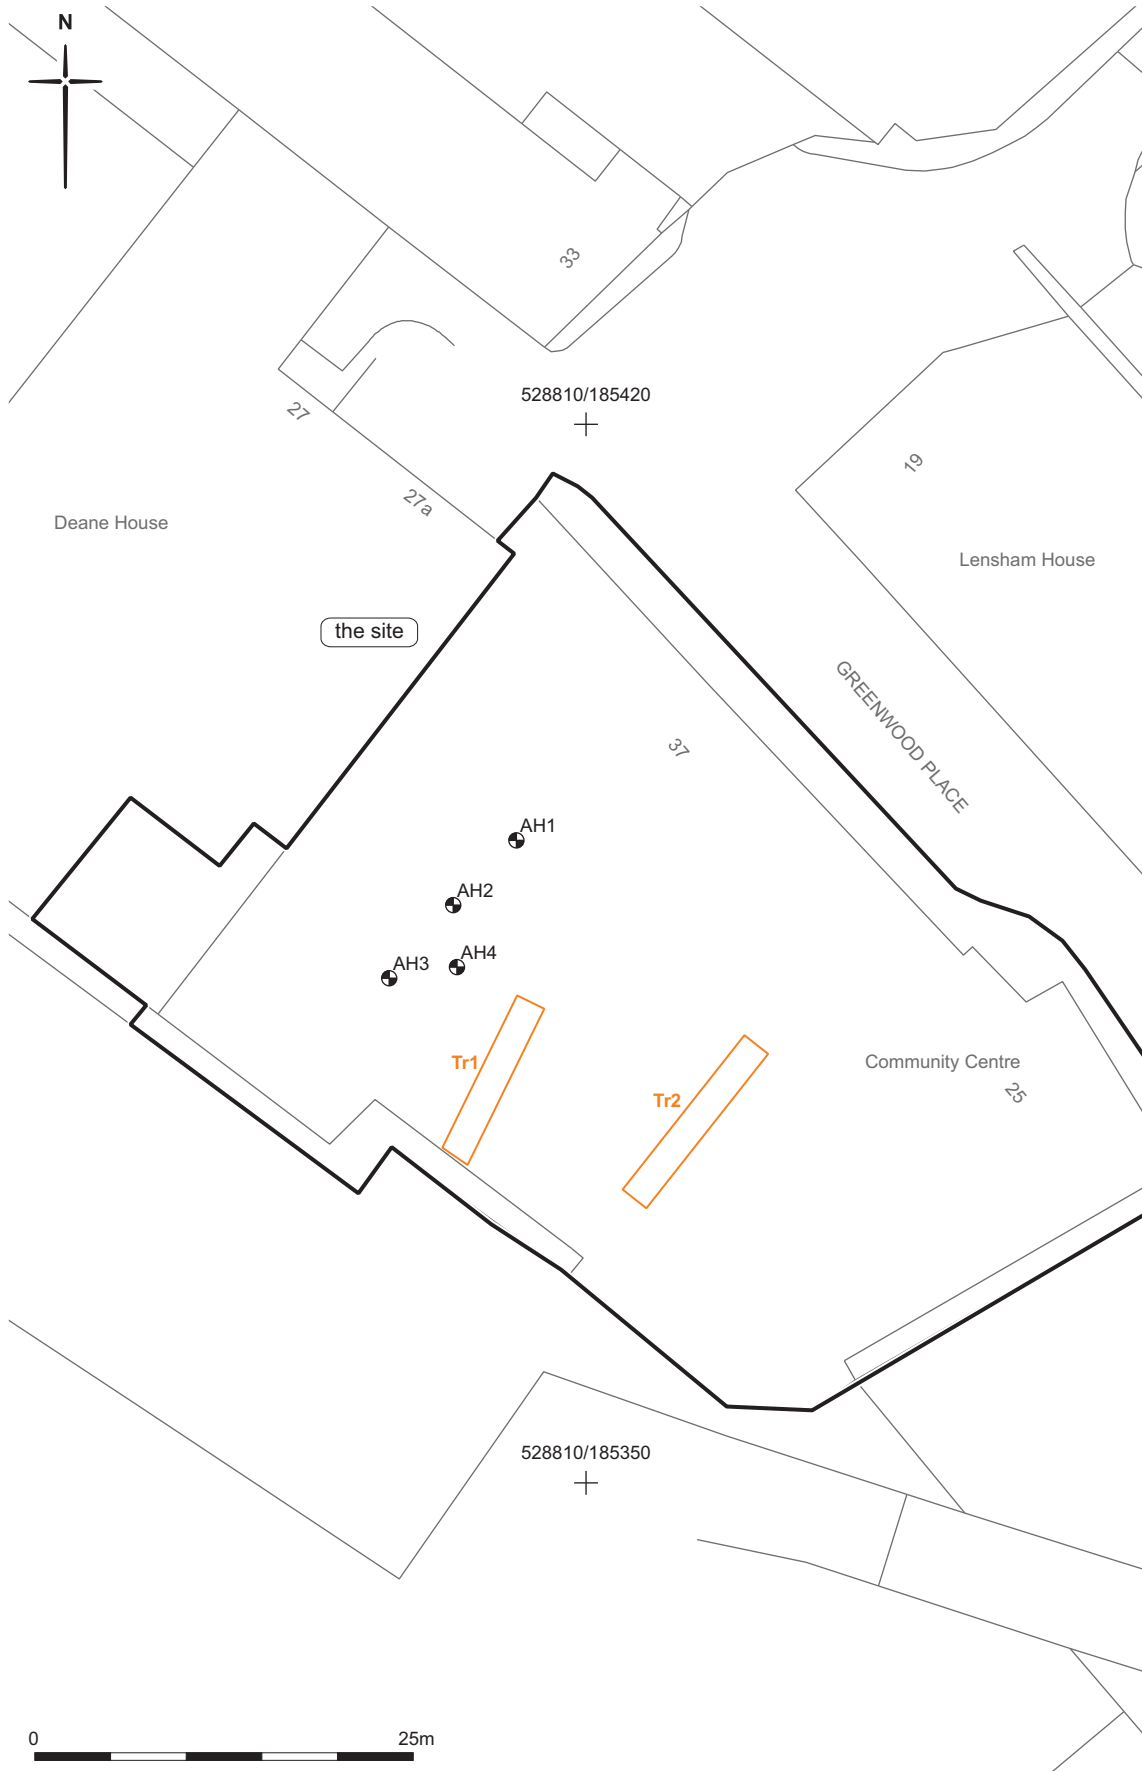 N
33
528810/185420
27
27a
19
Deane House
Lensham House
the site
GREENWOOD PLACE
37
AH1
AH2
AH4
AH3
Tr1
Community Centre
Tr2
25
528810/185350
0 25m